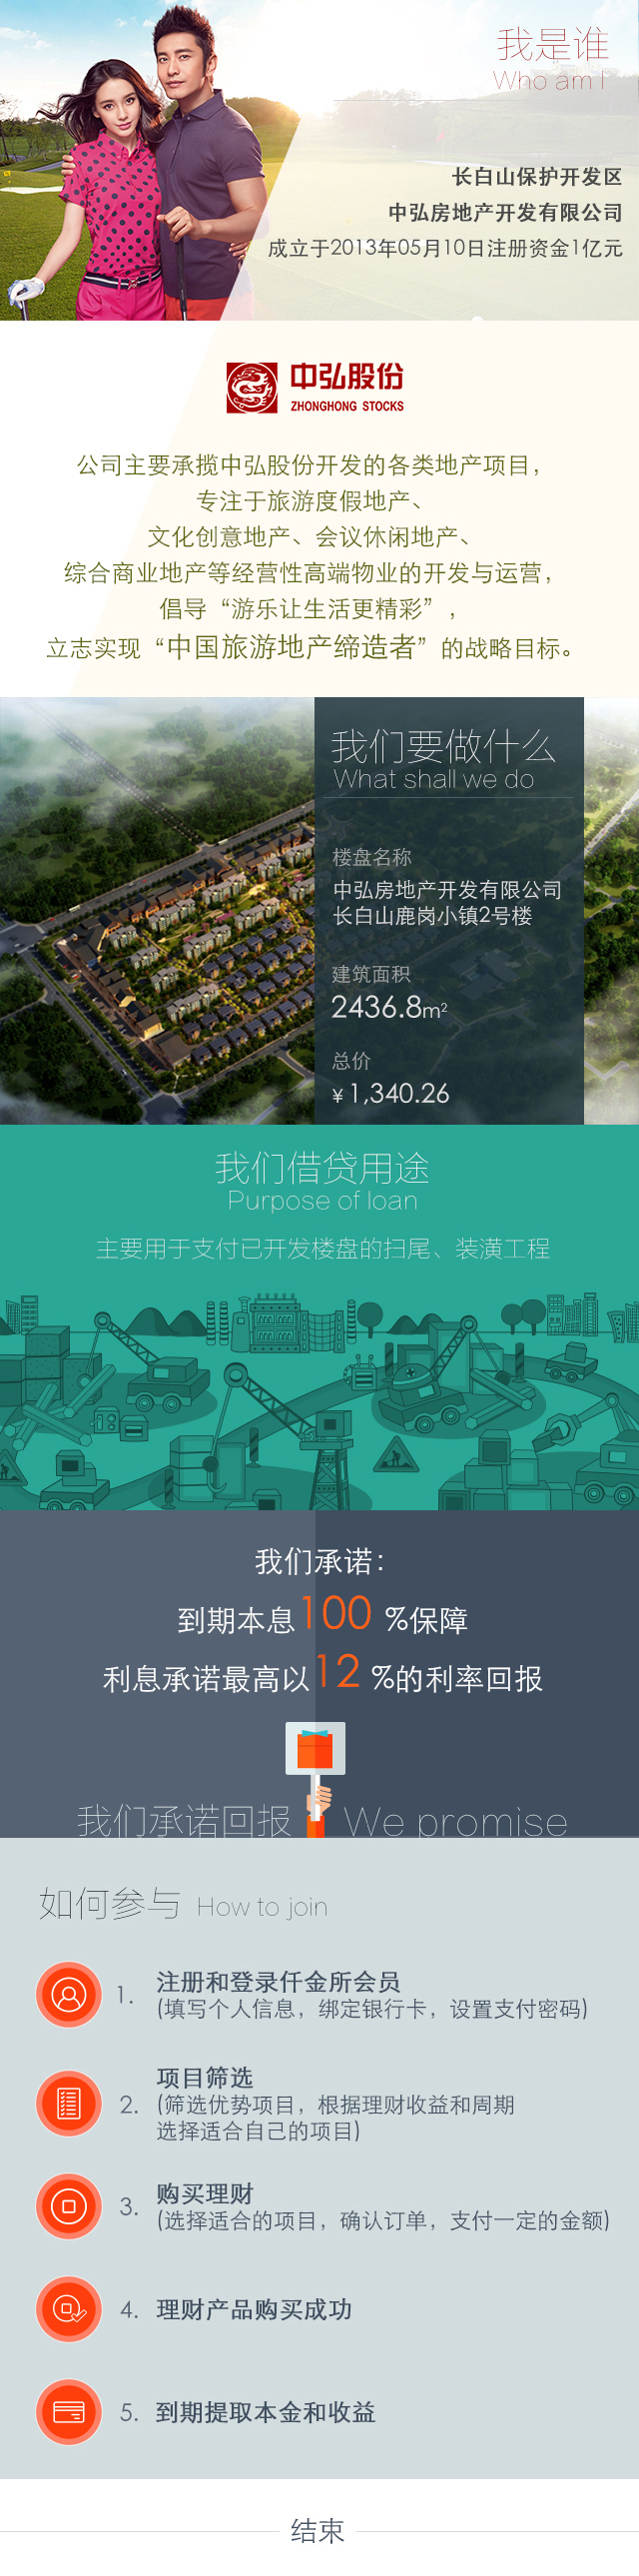 我是谁
Who am I
长白山保护开发区
中弘房地产开发有限公司
成立于2013年05月10日注册资金1亿元
中弘股份
ZHONGHONG STOCKS
公司主要承揽中弘股份开发的各类地产项目，
专注于旅游度假地产、
文化创意地产、会议休闲地产、
综合商业地产等经营性高端物业的开发与运营，
倡导“游乐让生活更精彩”，
立志实现“中国旅游地产缔造者”的战略目标。
我们要做什么
What shall we do
楼盘名称
中弘房地产开发有限公司
长白山鹿岗小镇2号楼
建筑面积
2436.8m²
总价
¥1,340.26
我们借贷用途
Purpose of loan
主要用于支付已开发楼盘的扫尾、装潢工程
我们承诺：
到期本息100 %保障
利息承诺最高以12 %的利率回报
我们承诺回报 We promise
如何参与 How to join
1. 注册和登录仟金所会员
(填写个人信息，绑定银行卡，设置支付密码)
项目筛选
2. (筛选优势项目，根据理财收益和周期
选择适合自己的项目)
3. 购买理财
(选择适合的项目，确认订单，支付一定的金额)
4. 理财产品购买成功
5. 到期提取本金和收益
结束